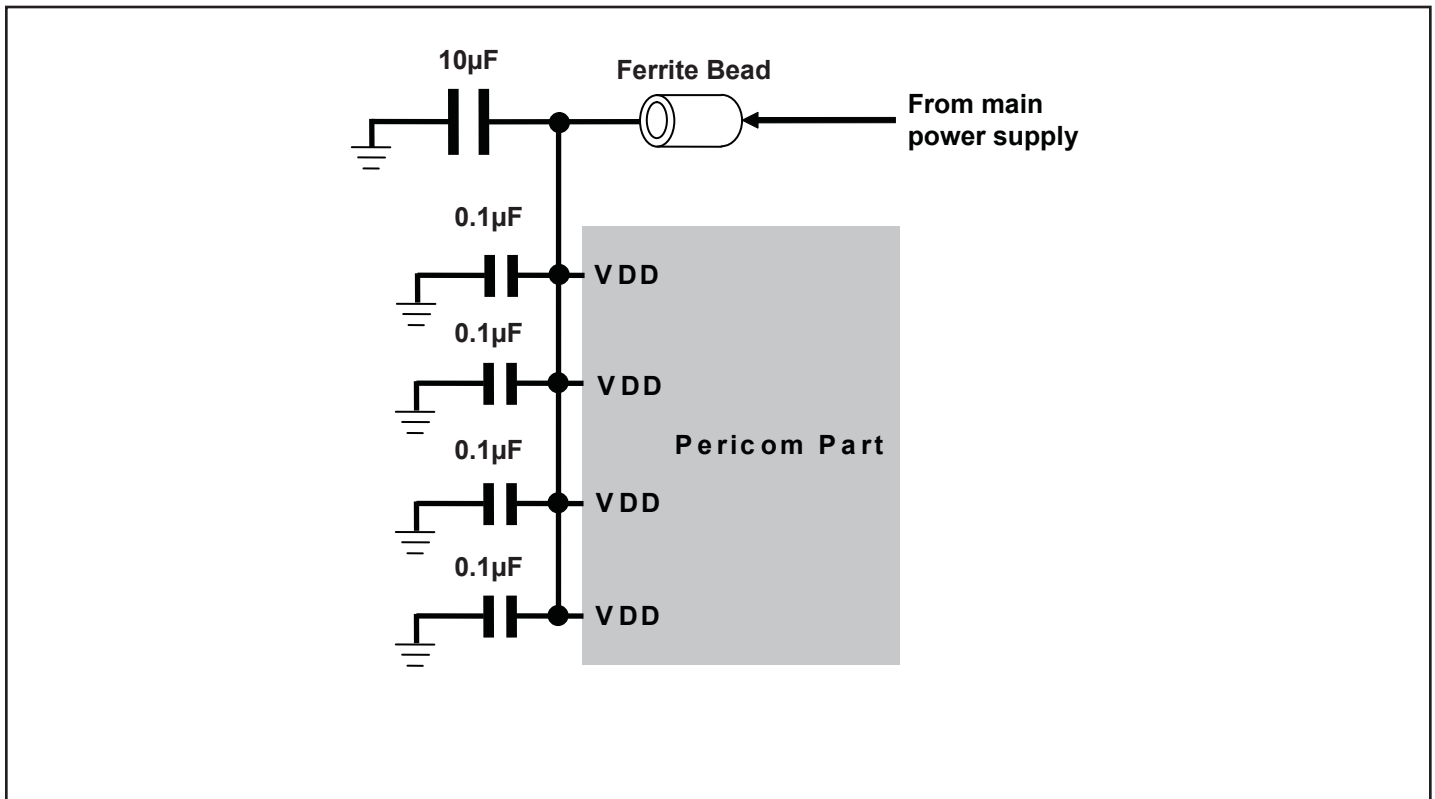 10µF
Ferrite Bead
From main
power supply
0.1µF
VDD
0.1µF
VDD
Pericom Part
0.1µF
VDD
0.1µF
VDD